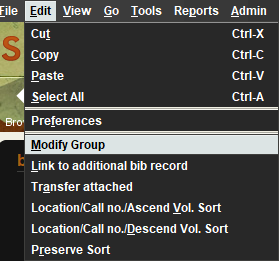 File Edit View Go Tools Reports Admin
S
Cut Ctrl-X
Copy Ctrl-C
Paste Ctrl-V
Select All Ctrl-A
Bro
Preferences
Modify Group
b
Link to additional bib record
Transfer attached
Location/Call no./Ascend Vol. Sort
Location/Call no./Descend Vol. Sort
Preserve Sort